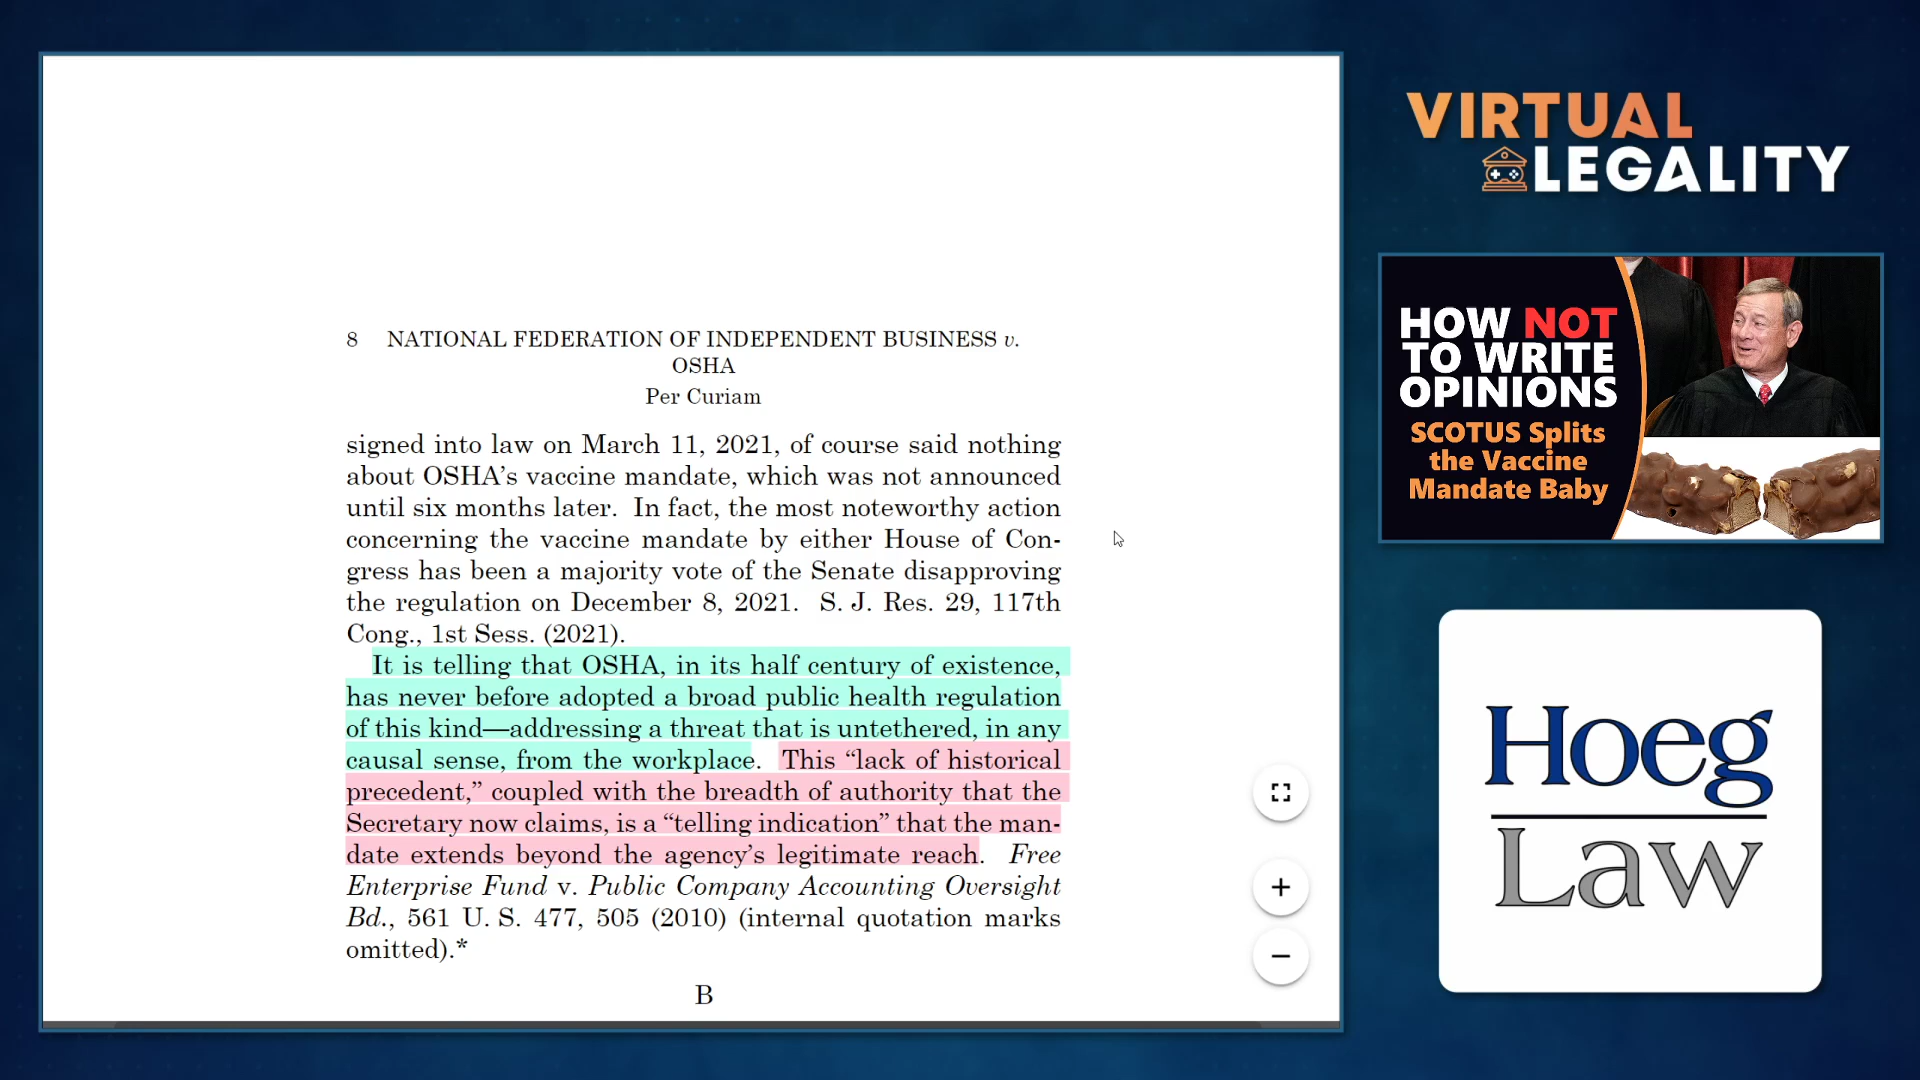 8 NATIONAL FEDERATION OF INDEPENDENT BUSINESS v.
OSHA
Per Curiam
signed into law on March 11, 2021, of course said nothing
about OSHA’s vaccine mandate, which was not announced
until six months later. In fact, the most noteworthy action
concerning the vaccine mandate by either House of Con-
gress has been a majority vote of the Senate disapproving
the regulation on December 8, 2021. S. J. Res. 29, 117th
Cong., 1st Sess. (2021).
It is telling that OSHA, in its half century of existence,
has never before adopted a broad public health regulation
of this kind—addressing a threat that is untethered, in any
causal sense, from the workplace. This “lack of historical
precedent,” coupled with the breadth of authority that the
Secretary now claims, is a “telling indication” that the man-
date extends beyond the agency’s legitimate reach. Free
Enterprise Fund v. Public Company Accounting Oversight
Bd., 561 U. S. 477, 505 (2010) (internal quotation marks
omitted).*
B
VIRTUAL
LEGALITY
HOW NOT
TO WRITE
OPINIONS
SCOTUS Splits
the Vaccine
Mandate Baby
Hoeg
Law